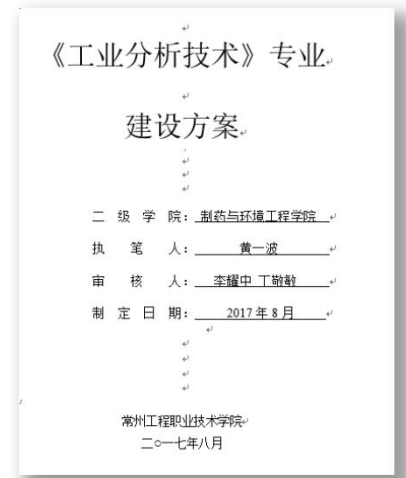 《工业分析技术》专业
建设方案
二级学院：制药与环境工程学院
执笔人：黄一波
审核人：李耀中 丁敬敏
制定日期：2017年8月
常州工程职业技术学院
二○一七年八月